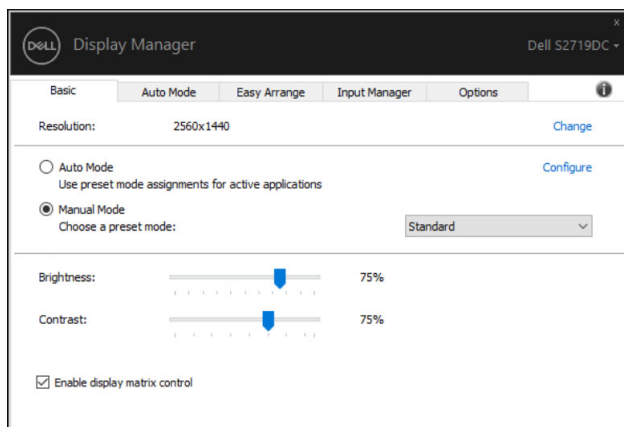 x
DELL Display Manager Dell S2719DC
Basic Auto Mode Easy Arrange Input Manager Options i
Resolution: 2560x1440 Change
Auto Mode Configure
Use preset mode assignments for active applications
Manual Mode
Choose a preset mode: Standard
Brightness: 75%
Contrast: 75%
Enable display matrix control